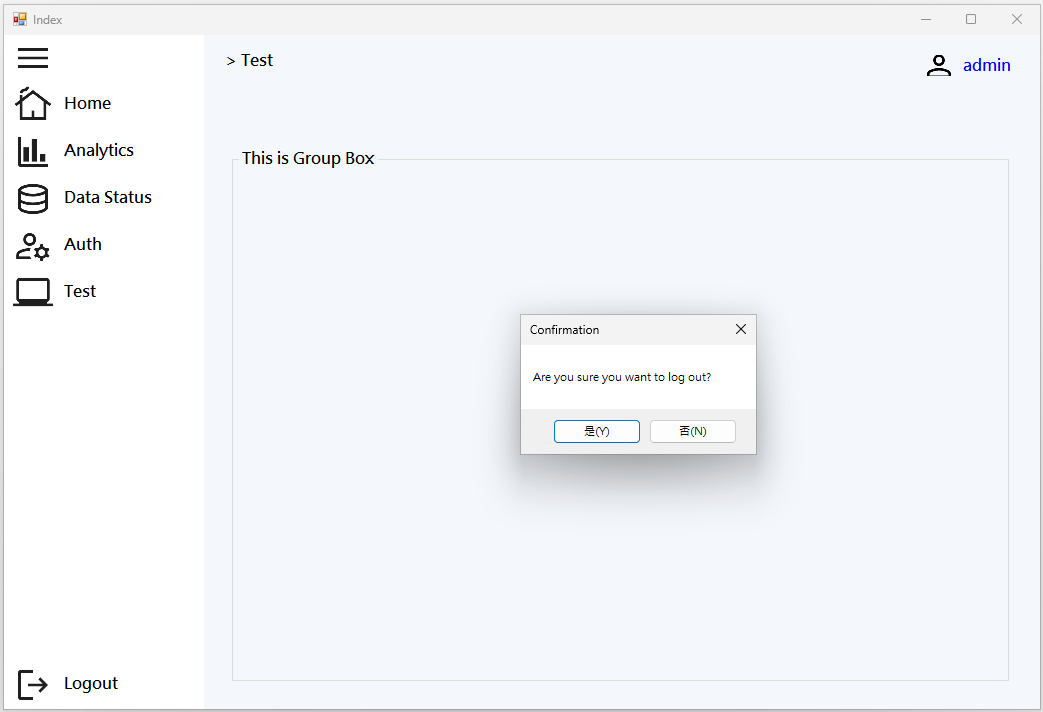 Index
> Test
admin
Home
Analytics
Data Status
Auth
Test
This is Group Box
Confirmation
Are you sure you want to log out?
是(Y)
否(N)
Logout